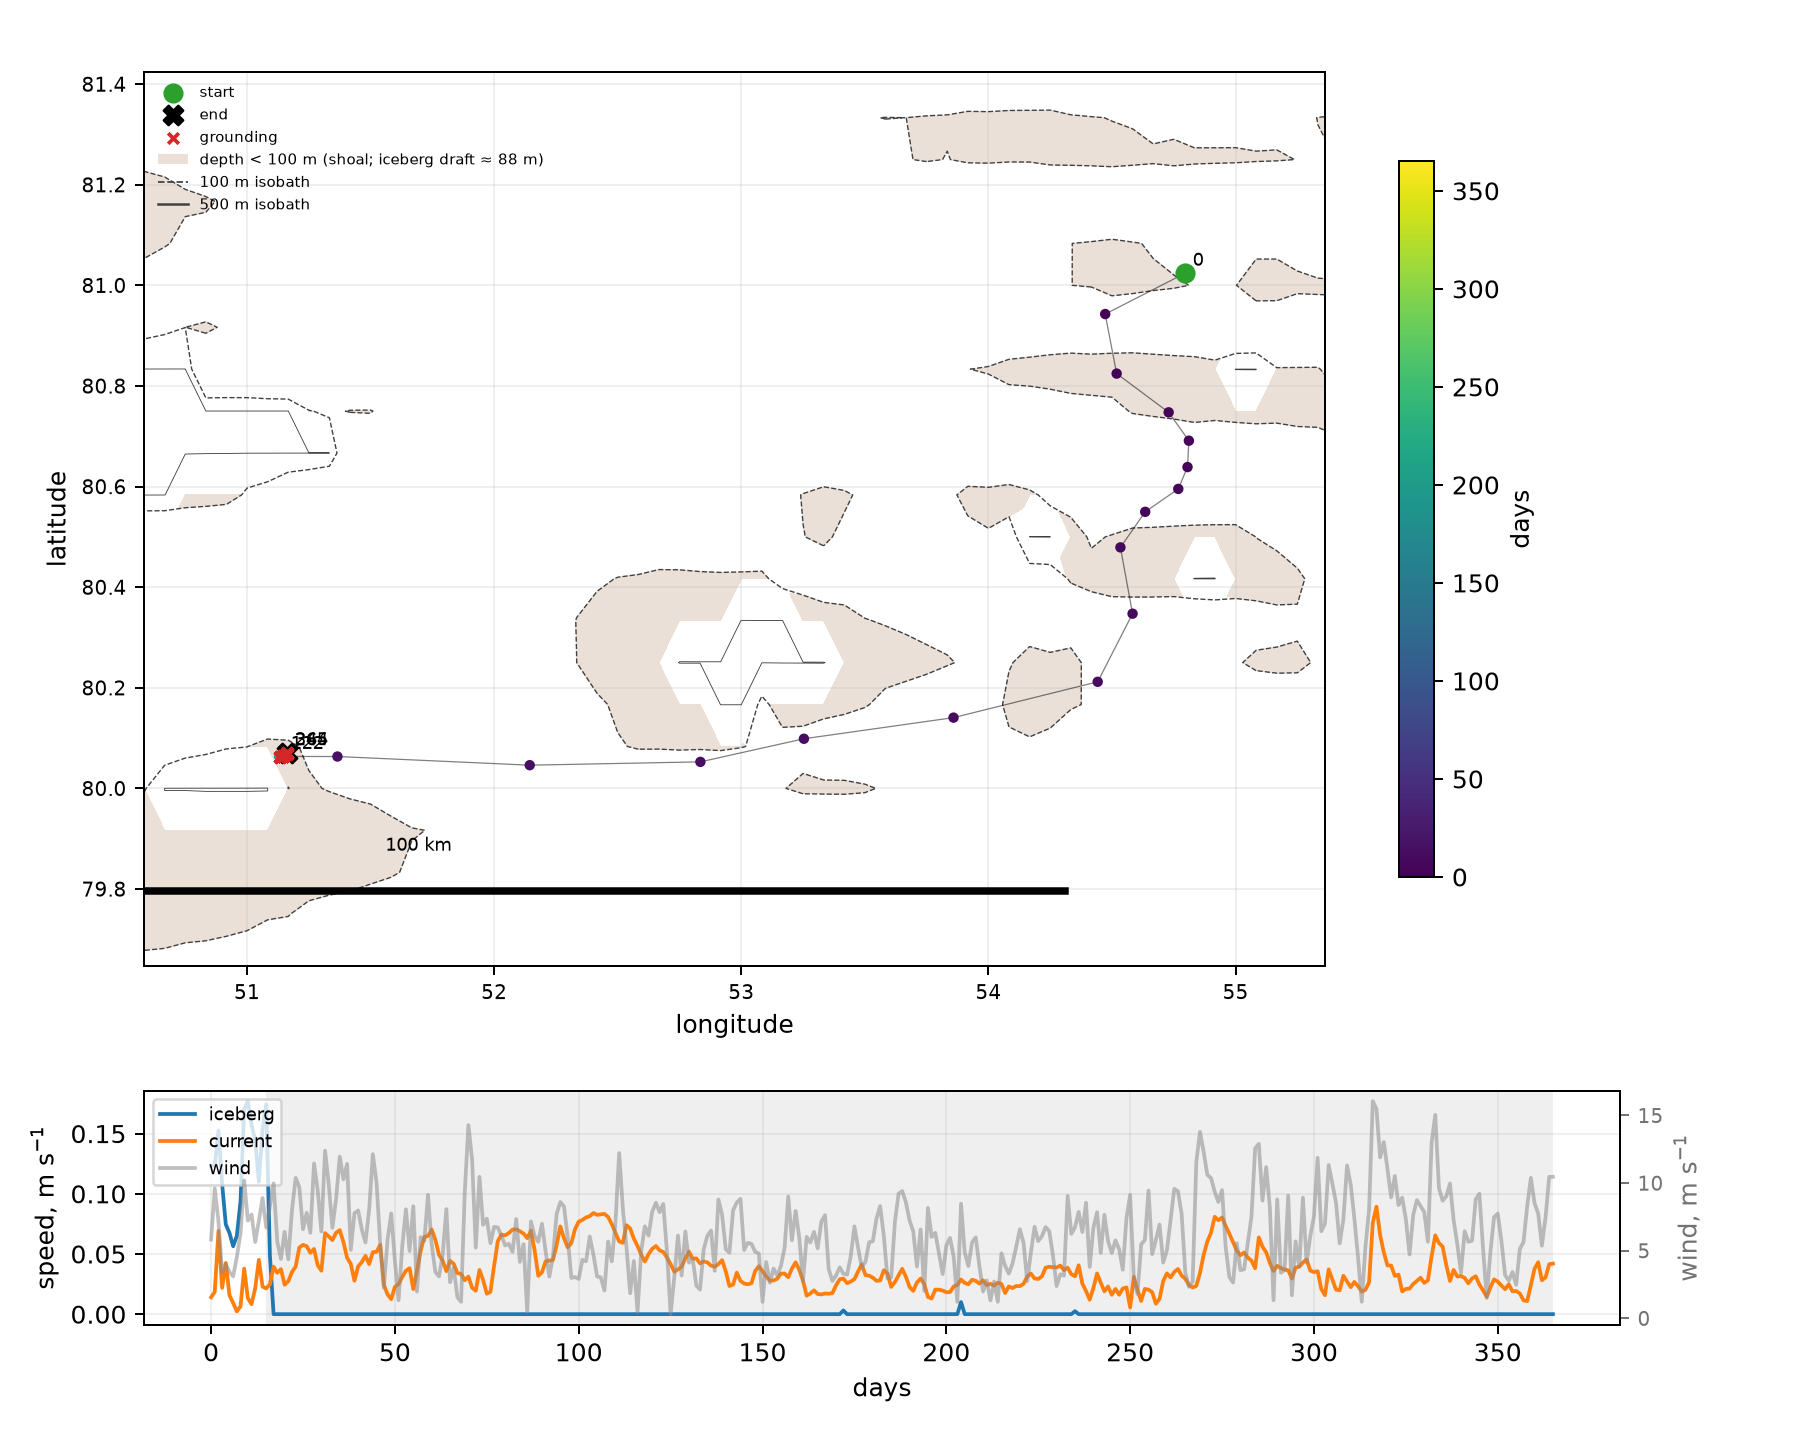 81.4
81.2
81.0
80.8
80.6
80.4
80.2
80.0
79.8
latitude
start
end
grounding
depth < 100 m (shoal; iceberg draft ≈ 88 m)
100 m isobath
500 m isobath
0
100 km
51
52
53
54
55
longitude
350
300
250
200
150
100
50
0
days
0.15
0.10
0.05
0.00
speed, m s⁻¹
iceberg
current
wind
15
10
5
0
wind, m s⁻¹
0
50
100
150
200
250
300
350
days